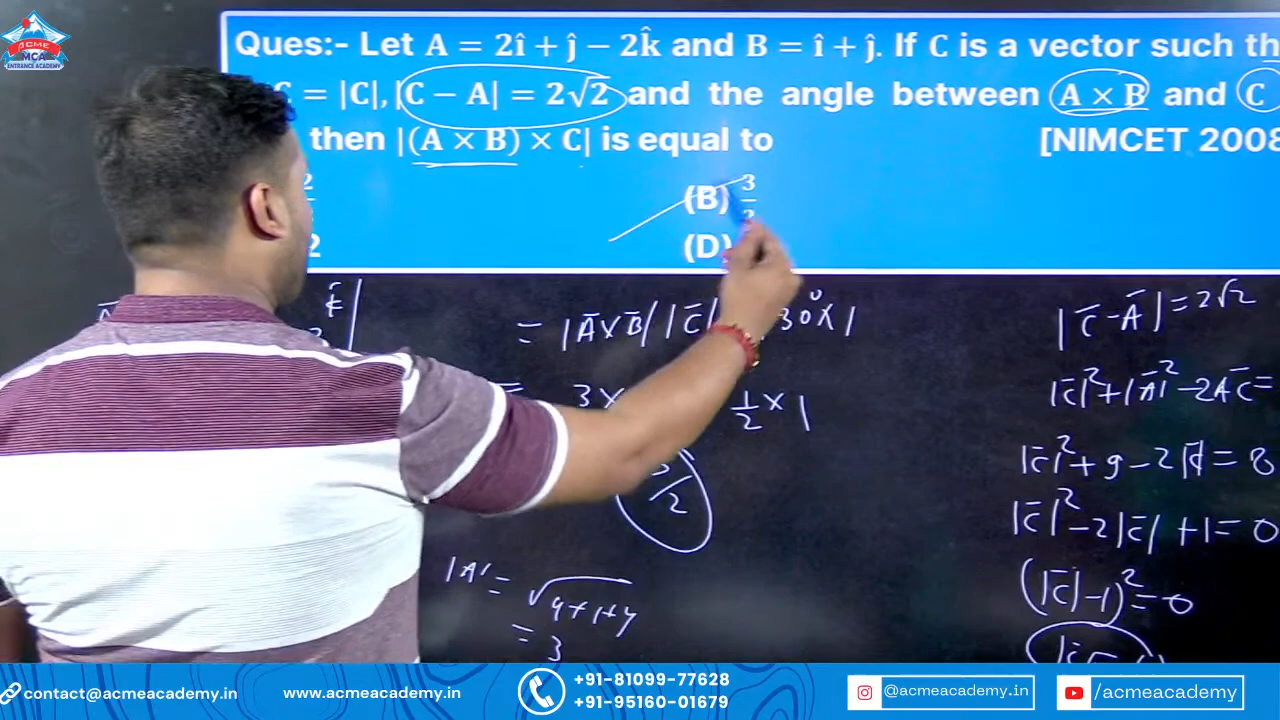 ACME
MCA
ENTRANCE ACADEMY
Ques:- Let A = 2î + ĵ − 2k̂ and B = î + ĵ. If C is a vector such th
= |C|, |C − A| = 2√2 and the angle between A × B and C
then |(A × B) × C| is equal to [NIMCET 2008
2 (B) 3
2 (D)
= |A̅×B̅| |C̅| 30° × 1
= 3× 1/2 × 1
3/2
|A| = √4+1+4
= 3
|C̅-A̅| = 2√2
|C̅|²+|A̅|²-2A̅C̅=
|C̅|²+9-2|C̅|=8
|C̅|²-2|C̅|+1=0
(|C̅|-1)²=0
contact@acmeacademy.in www.acmeacademy.in +91-81099-77628
+91-95160-01679
@acmeacademy.in /acmeacademy